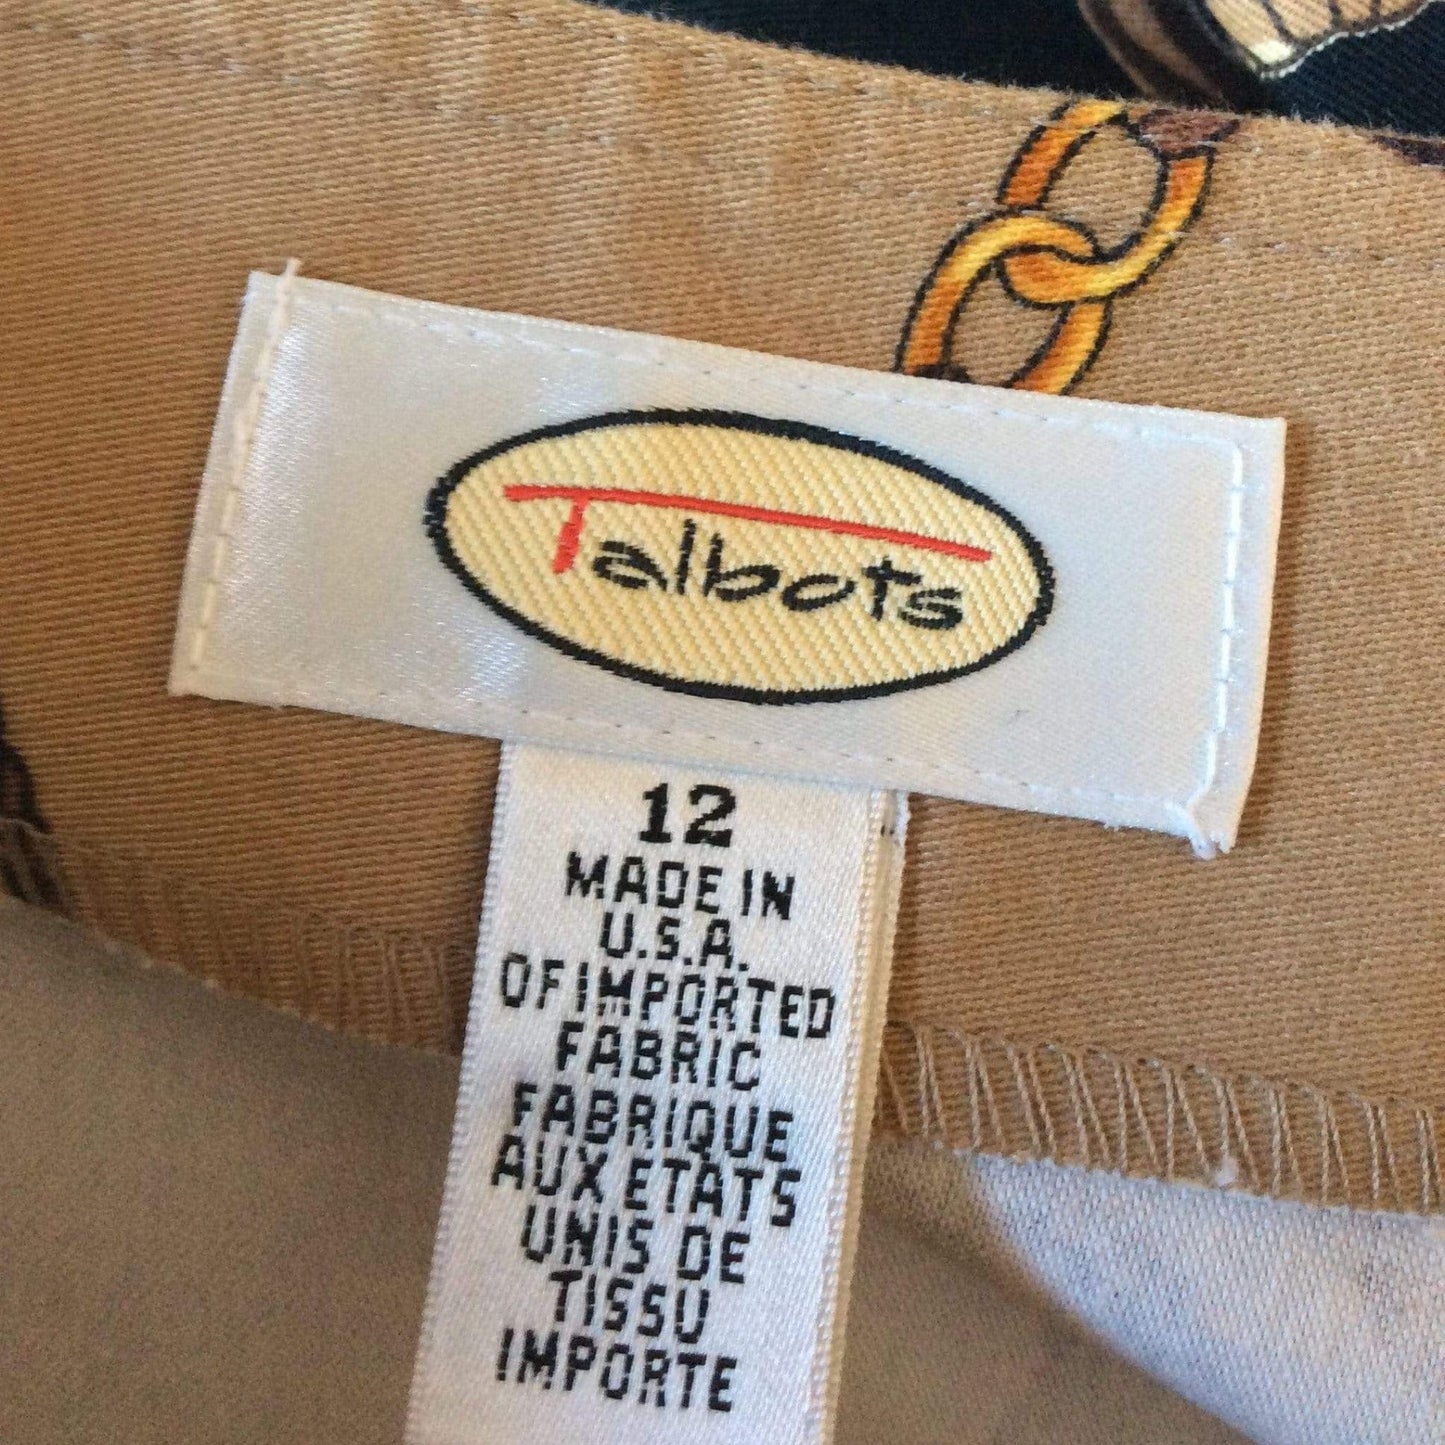 Talbots
12
MADE IN
U.S.A.
OF IMPORTED
FABRIC
FABRIQUE
AUX ETATS
UNIS DE
TISSU
IMPORTE